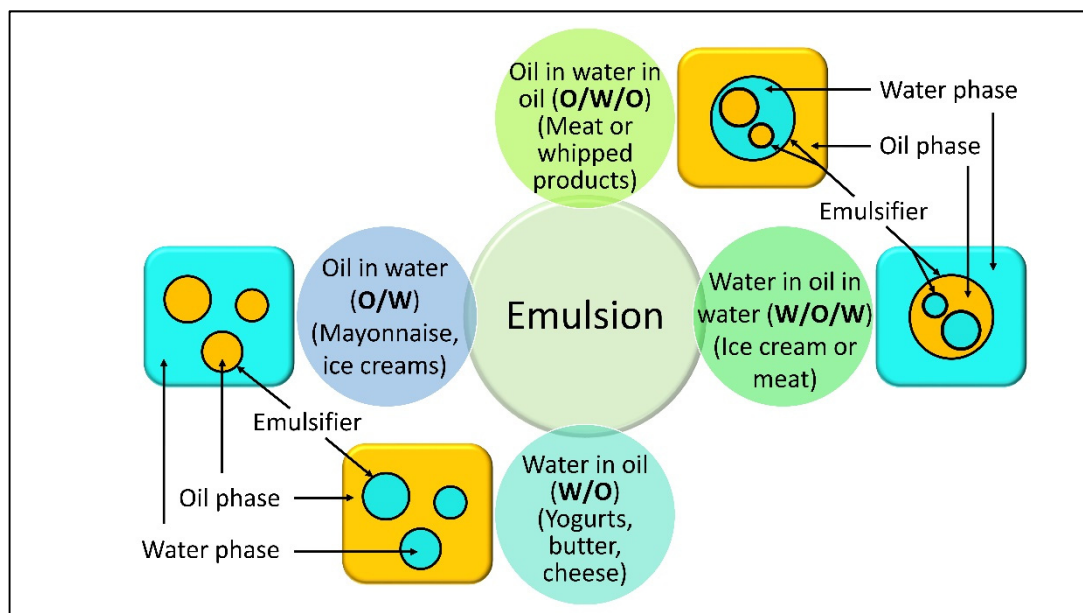 Oil in water in
oil (O/W/O)
(Meat or
whipped
products)
Water phase
Oil phase
Emulsifier
Oil in water
(O/W)
(Mayonnaise,
ice creams)
Emulsion
Water in oil in
water (W/O/W)
(Ice cream or
meat)
Emulsifier
Oil phase
Water phase
Water in oil
(W/O)
(Yogurts,
butter,
cheese)